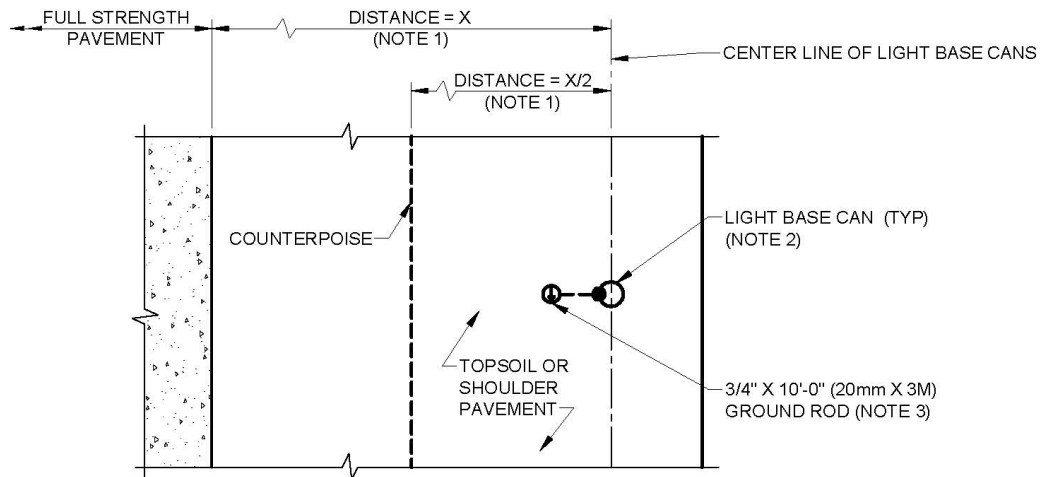 FULL STRENGTH
PAVEMENT
DISTANCE = X
(NOTE 1)
CENTER LINE OF LIGHT BASE CANS
DISTANCE = X/2
(NOTE 1)
COUNTERPOISE
LIGHT BASE CAN (TYP)
(NOTE 2)
TOPSOIL OR
SHOULDER
PAVEMENT
3/4" X 10'-0" (20mm X 3M)
GROUND ROD (NOTE 3)